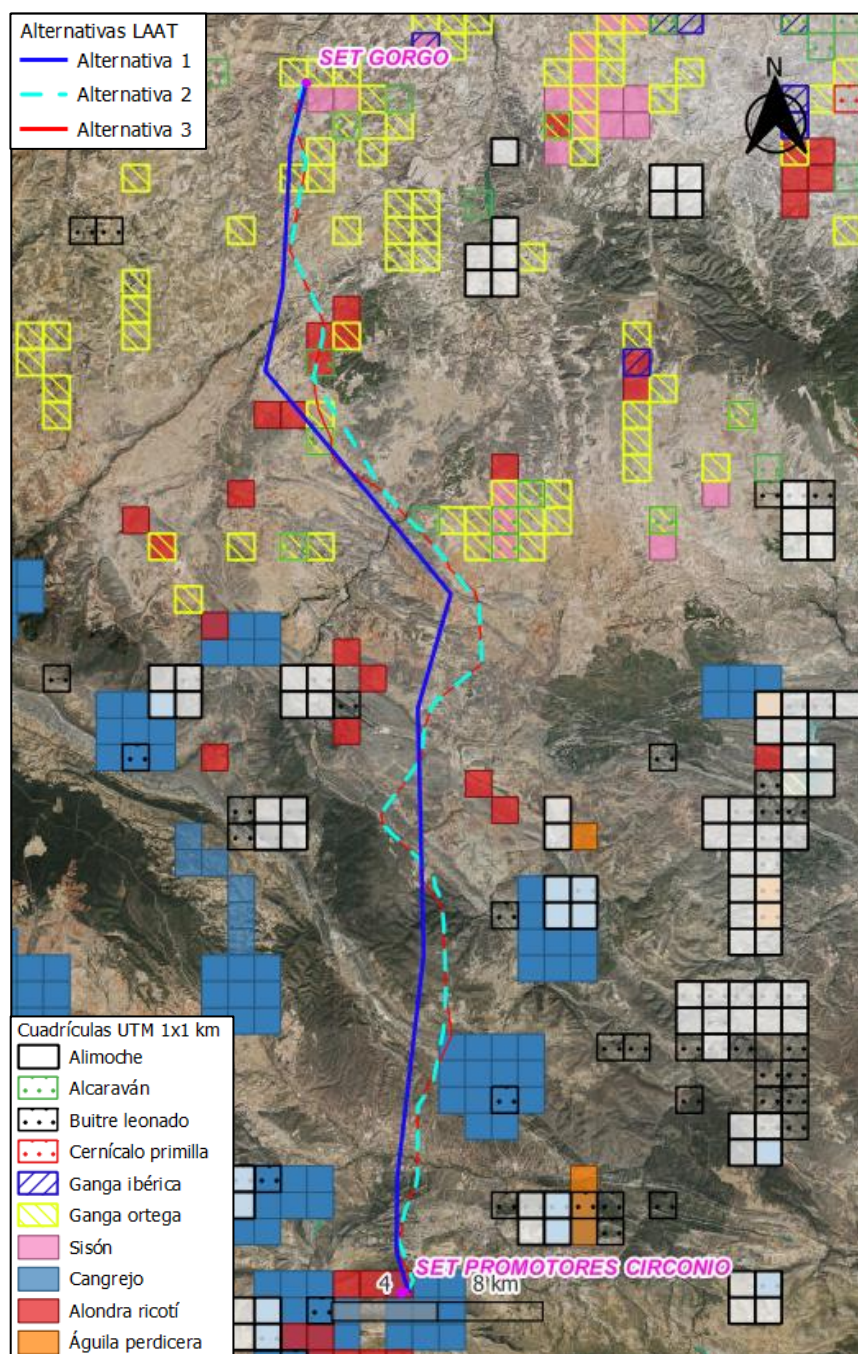 Alternativas LAAT
Alternativa 1
Alternativa 2
Alternativa 3
SET GORGO
N
Cuadrículas UTM 1x1 km
Alimoche
Alcaraván
Buitre leonado
Cernícalo primilla
Ganga ibérica
Ganga ortega
Sisón
Cangrejo
Alondra ricotí
Águila perdicera
SET PROMOTORES CIRCONIO
4 8 km